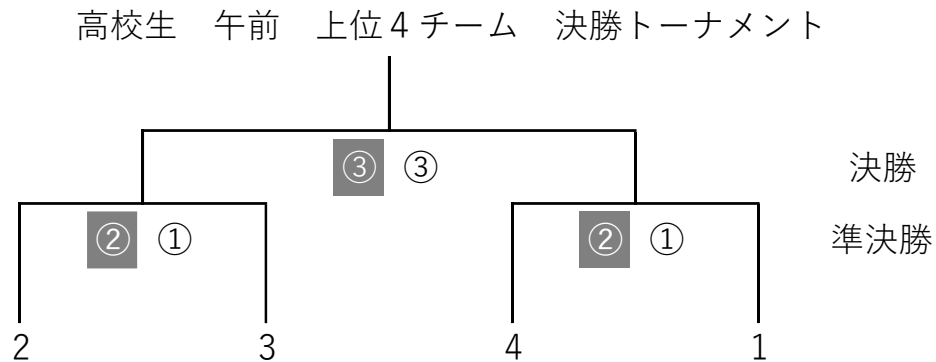 高校生　午前　上位４チーム　決勝トーナメント
③ ③ 決勝
② ① ② ① 準決勝
2 3 4 1